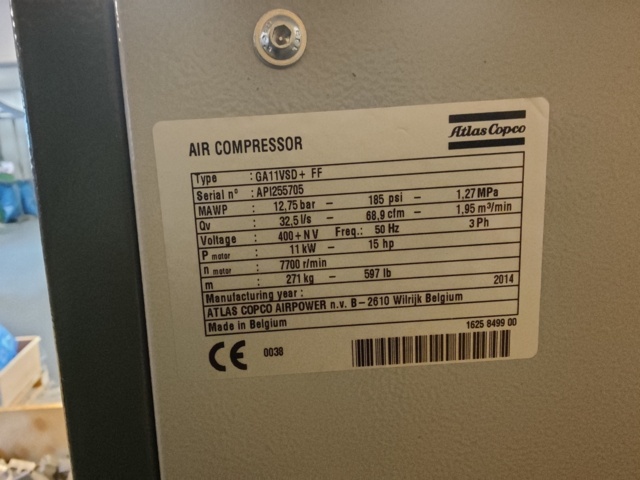 Atlas Copco
AIR COMPRESSOR
Type : GA11VSD+ FF
Serial n° : API255705
MAWP : 12,75 bar – 185 psi – 1,27 MPa
Qv : 32,5 l/s – 68,9 cfm – 1,95 m³/min
Voltage : 400+N V Freq.: 50 Hz 3 Ph
P motor : 11 kW – 15 hp
n motor : 7700 r/min
m : 271 kg – 597 lb
Manufacturing year : 2014
ATLAS COPCO AIRPOWER n.v. B – 2610 Wilrijk Belgium
Made in Belgium 1625 8499 00
CE 0038